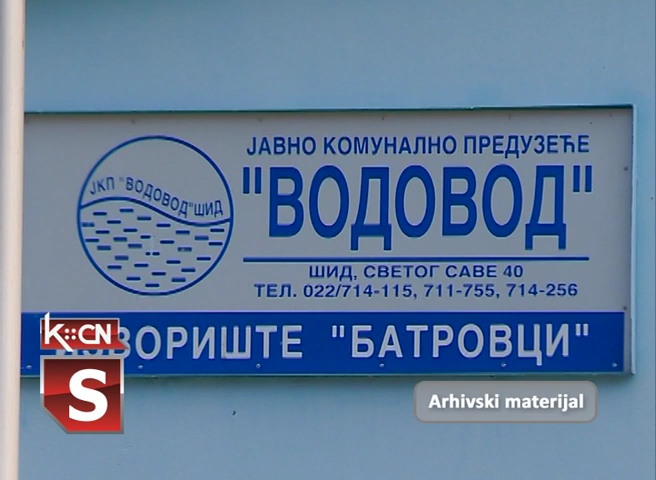 ЈАВНО КОМУНАЛНО ПРЕДУЗЕЋЕ
ЈКП "ВОДОВОД" ШИД
"ВОДОВОД"
ШИД, СВЕТОГ САВЕ 40
ТЕЛ. 022/714-115, 711-755, 714-256
"БАТРОВЦИ"
K::CN
S
Arhivski materijal